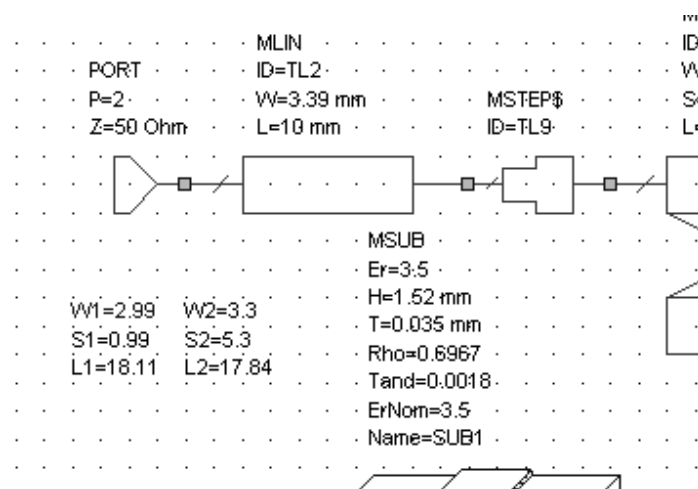 PORT
P=2
Z=50 Ohm
MLIN
ID=TL2
W=3.39 mm
L=10 mm
MSTEP$
ID=TL9
ID
MSUB
Er=3.5
H=1.52 mm
T=0.035 mm
Rho=0.6967
Tand=0.0018
ErNom=3.5
Name=SUB1
W1=2.99
S1=0.99
L1=18.11
W2=3.3
S2=5.3
L2=17.84